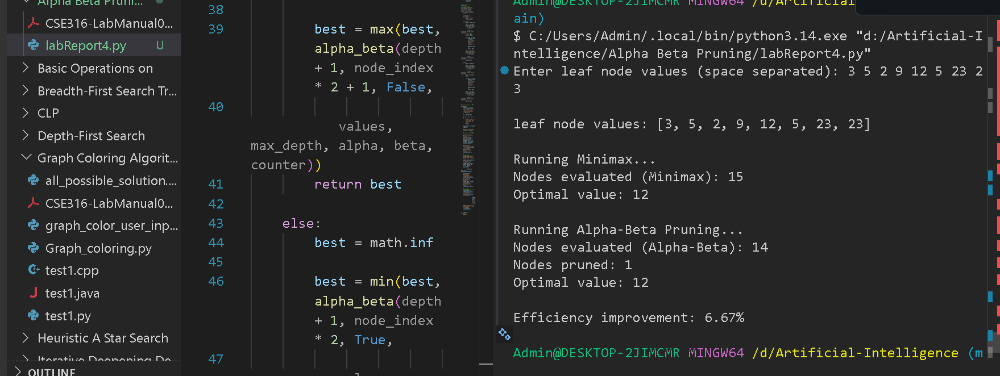 Alpha Beta Pruni...
CSE316-LabManual0...
labReport4.py U
Basic Operations on
Breadth-First Search Tr...
CLP
Depth-First Search
Graph Coloring Algorit...
all_possible_solution....
CSE316-LabManual0...
graph_color_user_inp...
Graph_coloring.py
test1.cpp
test1.java
test1.py
Heuristic A Star Search
Iterative Deepening De...
OUTLINE
38
39 best = max(best,
alpha_beta(depth
+ 1, node_index
* 2 + 1, False,
40
values,
max_depth, alpha, beta,
counter))
41 return best
42
43 else:
44 best = math.inf
45
46 best = min(best,
alpha_beta(depth
+ 1, node_index
* 2, True,
47
Admin@DESKTOP-2JIMCMR MINGW64 /d/Artificial
ain)
$ C:/Users/Admin/.local/bin/python3.14.exe "d:/Artificial-I
ntelligence/Alpha Beta Pruning/labReport4.py"
Enter leaf node values (space separated): 3 5 2 9 12 5 23 2
3
leaf node values: [3, 5, 2, 9, 12, 5, 23, 23]
Running Minimax...
Nodes evaluated (Minimax): 15
Optimal value: 12
Running Alpha-Beta Pruning...
Nodes evaluated (Alpha-Beta): 14
Nodes pruned: 1
Optimal value: 12
Efficiency improvement: 6.67%
Admin@DESKTOP-2JIMCMR MINGW64 /d/Artificial-Intelligence (m